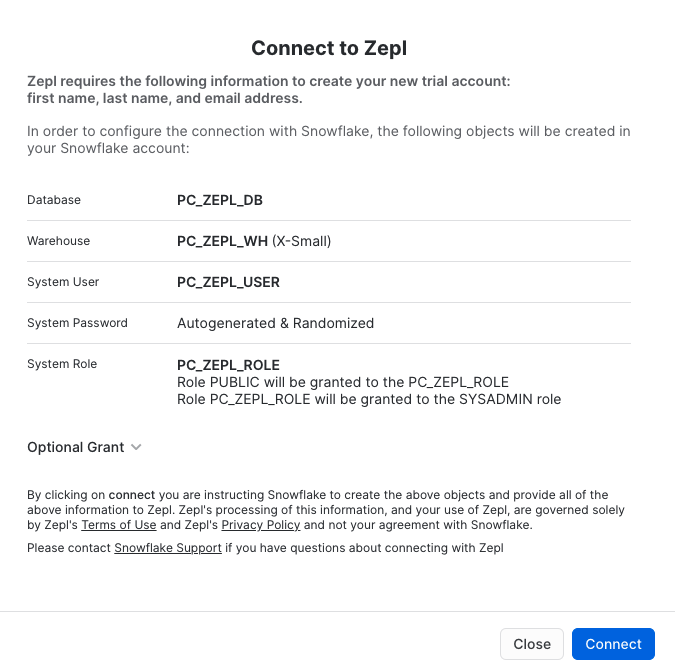 Connect to Zepl
Zepl requires the following information to create your new trial account:
first name, last name, and email address.
In order to configure the connection with Snowflake, the following objects will be created in
your Snowflake account:
Database PC_ZEPL_DB
Warehouse PC_ZEPL_WH (X-Small)
System User PC_ZEPL_USER
System Password Autogenerated & Randomized
System Role PC_ZEPL_ROLE
Role PUBLIC will be granted to the PC_ZEPL_ROLE
Role PC_ZEPL_ROLE will be granted to the SYSADMIN role
Optional Grant
By clicking on connect you are instructing Snowflake to create the above objects and provide all of the
above information to Zepl. Zepl's processing of this information, and your use of Zepl, are governed solely
by Zepl's Terms of Use and Zepl's Privacy Policy and not your agreement with Snowflake.
Please contact Snowflake Support if you have questions about connecting with Zepl
Close Connect